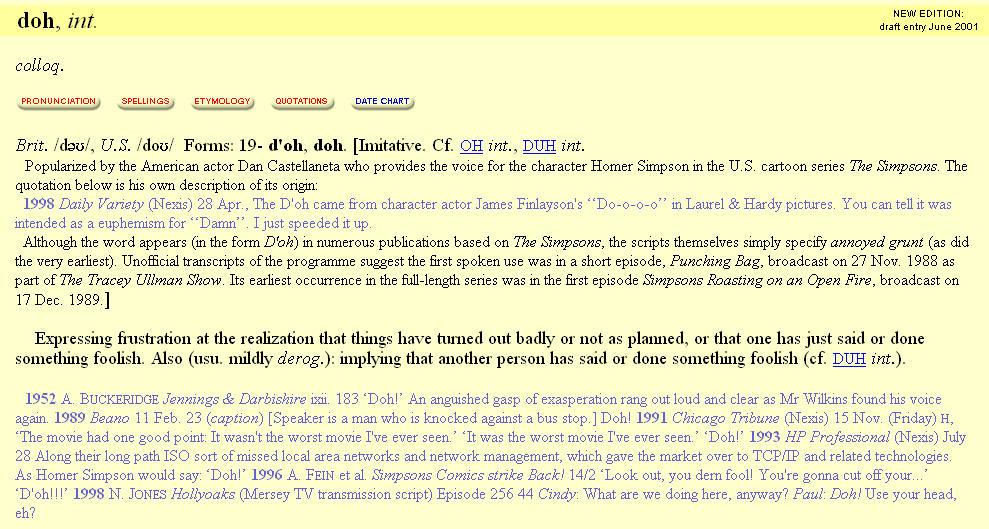 doh, int.
NEW EDITION:
draft entry June 2001
colloq.
PRONUNCIATION SPELLINGS ETYMOLOGY QUOTATIONS DATE CHART
Brit. /dəʊ/, U.S. /doʊ/ Forms: 19- d'oh, doh. [Imitative. Cf. OH int., DUH int.
Popularized by the American actor Dan Castellaneta who provides the voice for the character Homer Simpson in the U.S. cartoon series The Simpsons. The
quotation below is his own description of its origin:
1998 Daily Variety (Nexis) 28 Apr., The D'oh came from character actor James Finlayson's ‘‘Do-o-o-o’’ in Laurel & Hardy pictures. You can tell it was
intended as a euphemism for ‘‘Damn’’. I just speeded it up.
Although the word appears (in the form D'oh) in numerous publications based on The Simpsons, the scripts themselves simply specify annoyed grunt (as did
the very earliest). Unofficial transcripts of the programme suggest the first spoken use was in a short episode, Punching Bag, broadcast on 27 Nov. 1988 as
part of The Tracey Ullman Show. Its earliest occurrence in the full-length series was in the first episode Simpsons Roasting on an Open Fire, broadcast on
17 Dec. 1989.]
Expressing frustration at the realization that things have turned out badly or not as planned, or that one has just said or done
something foolish. Also (usu. mildly derog.): implying that another person has said or done something foolish (cf. DUH int.).
1952 A. BUCKERIDGE Jennings & Darbishire ixii. 183 ‘Doh!’ An anguished gasp of exasperation rang out loud and clear as Mr Wilkins found his voice
again. 1989 Beano 11 Feb. 23 (caption) [Speaker is a man who is knocked against a bus stop.] Doh! 1991 Chicago Tribune (Nexis) 15 Nov. (Friday) H,
‘The movie had one good point: It wasn't the worst movie I've ever seen.’ ‘It was the worst movie I've ever seen.’ ‘Doh!’ 1993 HP Professional (Nexis) July
28 Along their long path ISO sort of missed local area networks and network management, which gave the market over to TCP/IP and related technologies.
As Homer Simpson would say: ‘Doh!’ 1996 A. FEIN et al. Simpsons Comics strike Back! 14/2 ‘Look out, you dern fool! You're gonna cut off your...’
‘D'oh!!!’ 1998 N. JONES Hollyoaks (Mersey TV transmission script) Episode 256 44 Cindy: What are we doing here, anyway? Paul: Doh! Use your head,
eh?